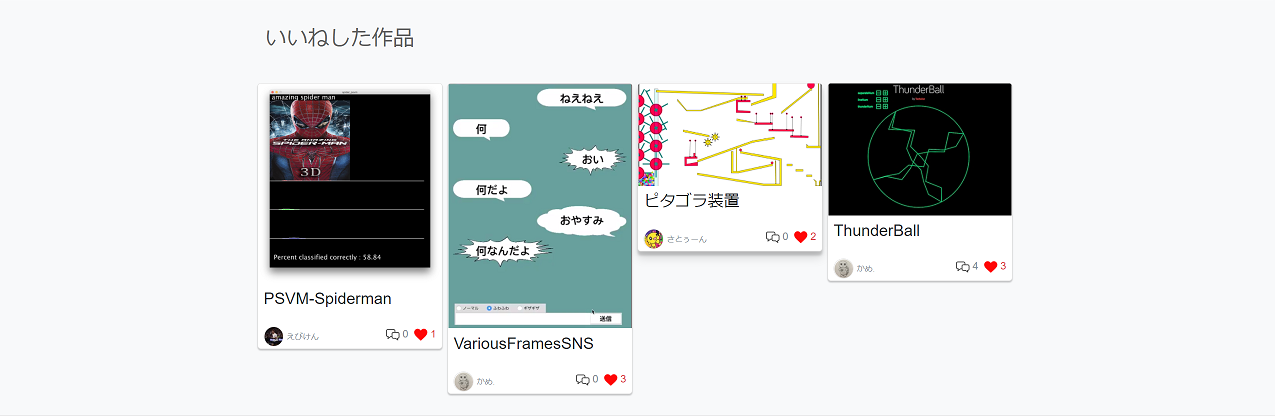 いいねした作品
amazing spider man
THE AMAZING
SPIDER-MAN
3D
Percent classified correctly : 58.84
PSVM-Spiderman
えびけん
0
1
ねえねえ
何
おい
何だよ
おやすみ
何なんだよ
ノーマル
ふわふわ
ギザギザ
送信
VariousFramesSNS
かめ.
0
3
ピタゴラ装置
さとぅーん
0
2
ThunderBall
ThunderBall
かめ.
4
3